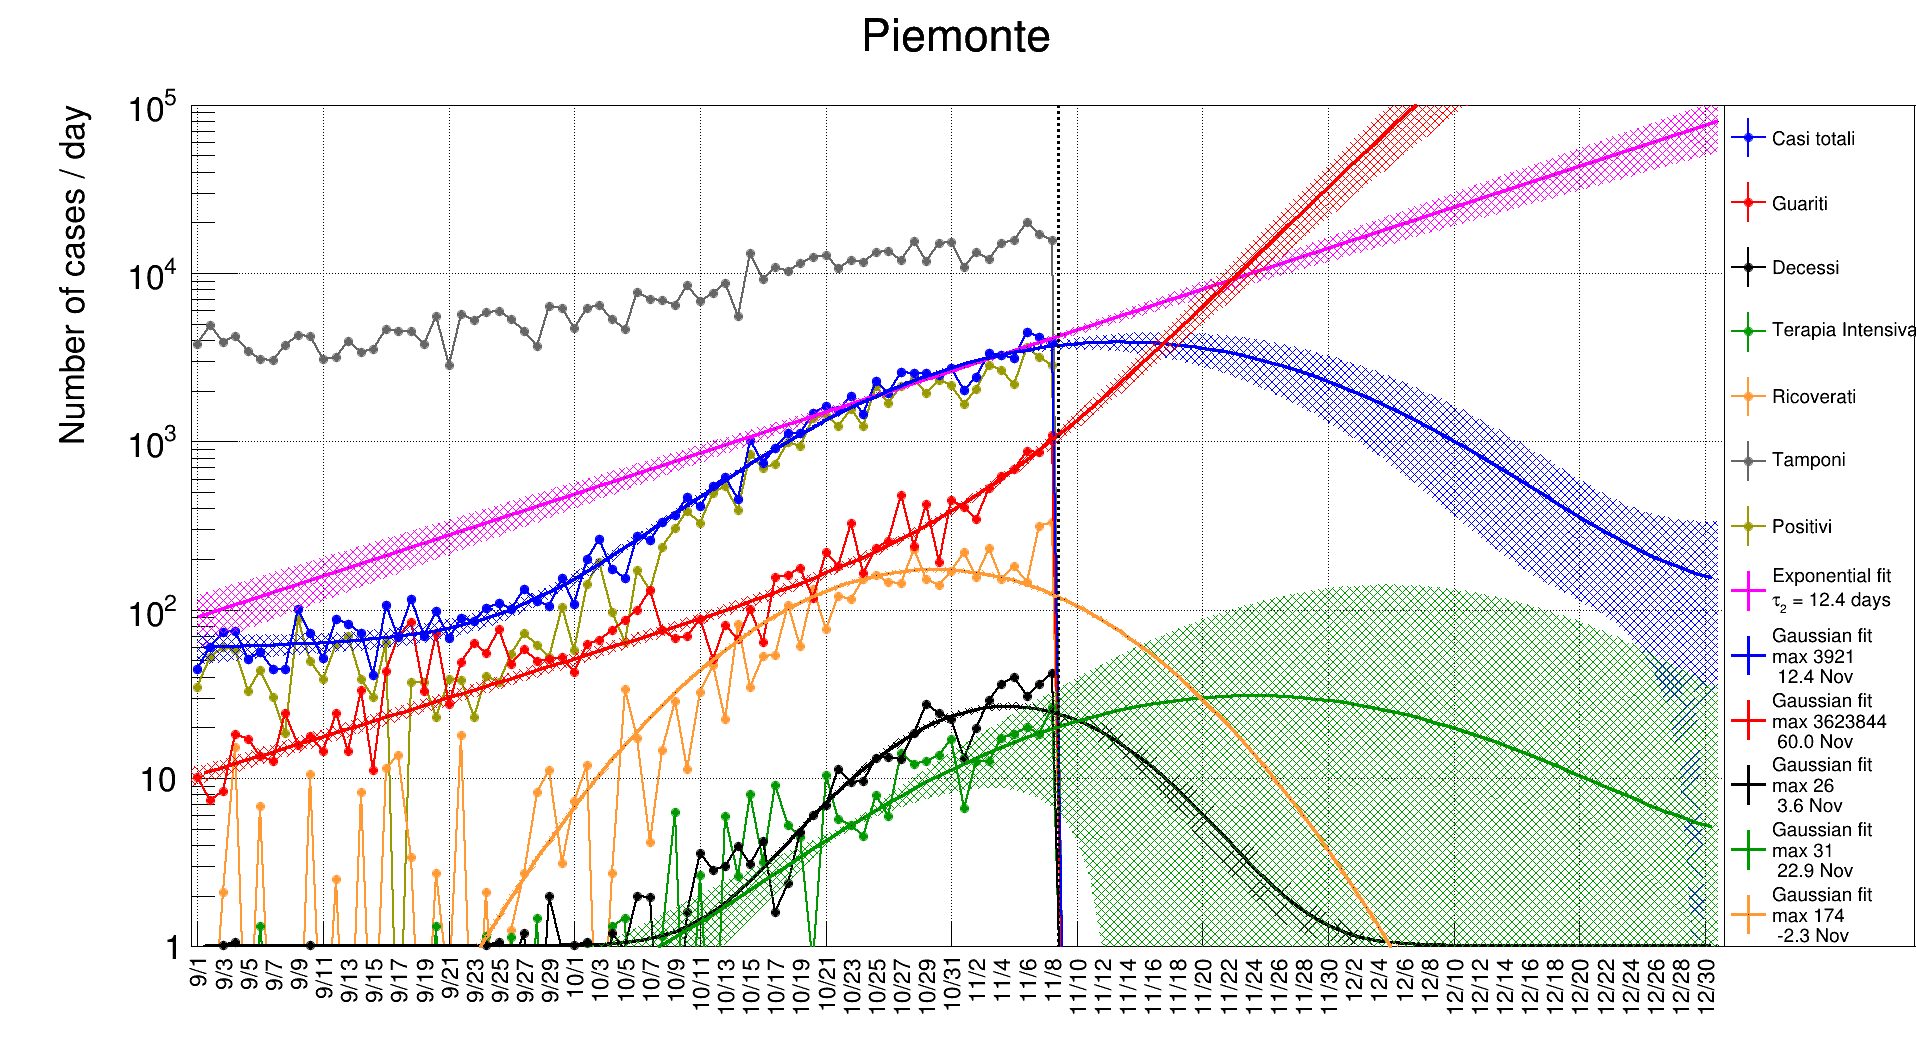 Piemonte
Number of cases / day
10^5
10^4
10^3
10^2
10
1
9/1
9/3
9/5
9/7
9/9
9/11
9/13
9/15
9/17
9/19
9/21
9/23
9/25
9/27
9/29
10/1
10/3
10/5
10/7
10/9
10/11
10/13
10/15
10/17
10/19
10/21
10/23
10/25
10/27
10/29
10/31
11/2
11/4
11/6
11/8
11/10
11/12
11/14
11/16
11/18
11/20
11/22
11/24
11/26
11/28
11/30
12/2
12/4
12/6
12/8
12/10
12/12
12/14
12/16
12/18
12/20
12/22
12/24
12/26
12/28
12/30
Casi totali
Guariti
Decessi
Terapia Intensiva
Ricoverati
Tamponi
Positivi
Exponential fit
τ2 = 12.4 days
Gaussian fit
max 3921
12.4 Nov
Gaussian fit
max 3623844
60.0 Nov
Gaussian fit
max 26
3.6 Nov
Gaussian fit
max 31
22.9 Nov
Gaussian fit
max 174
-2.3 Nov